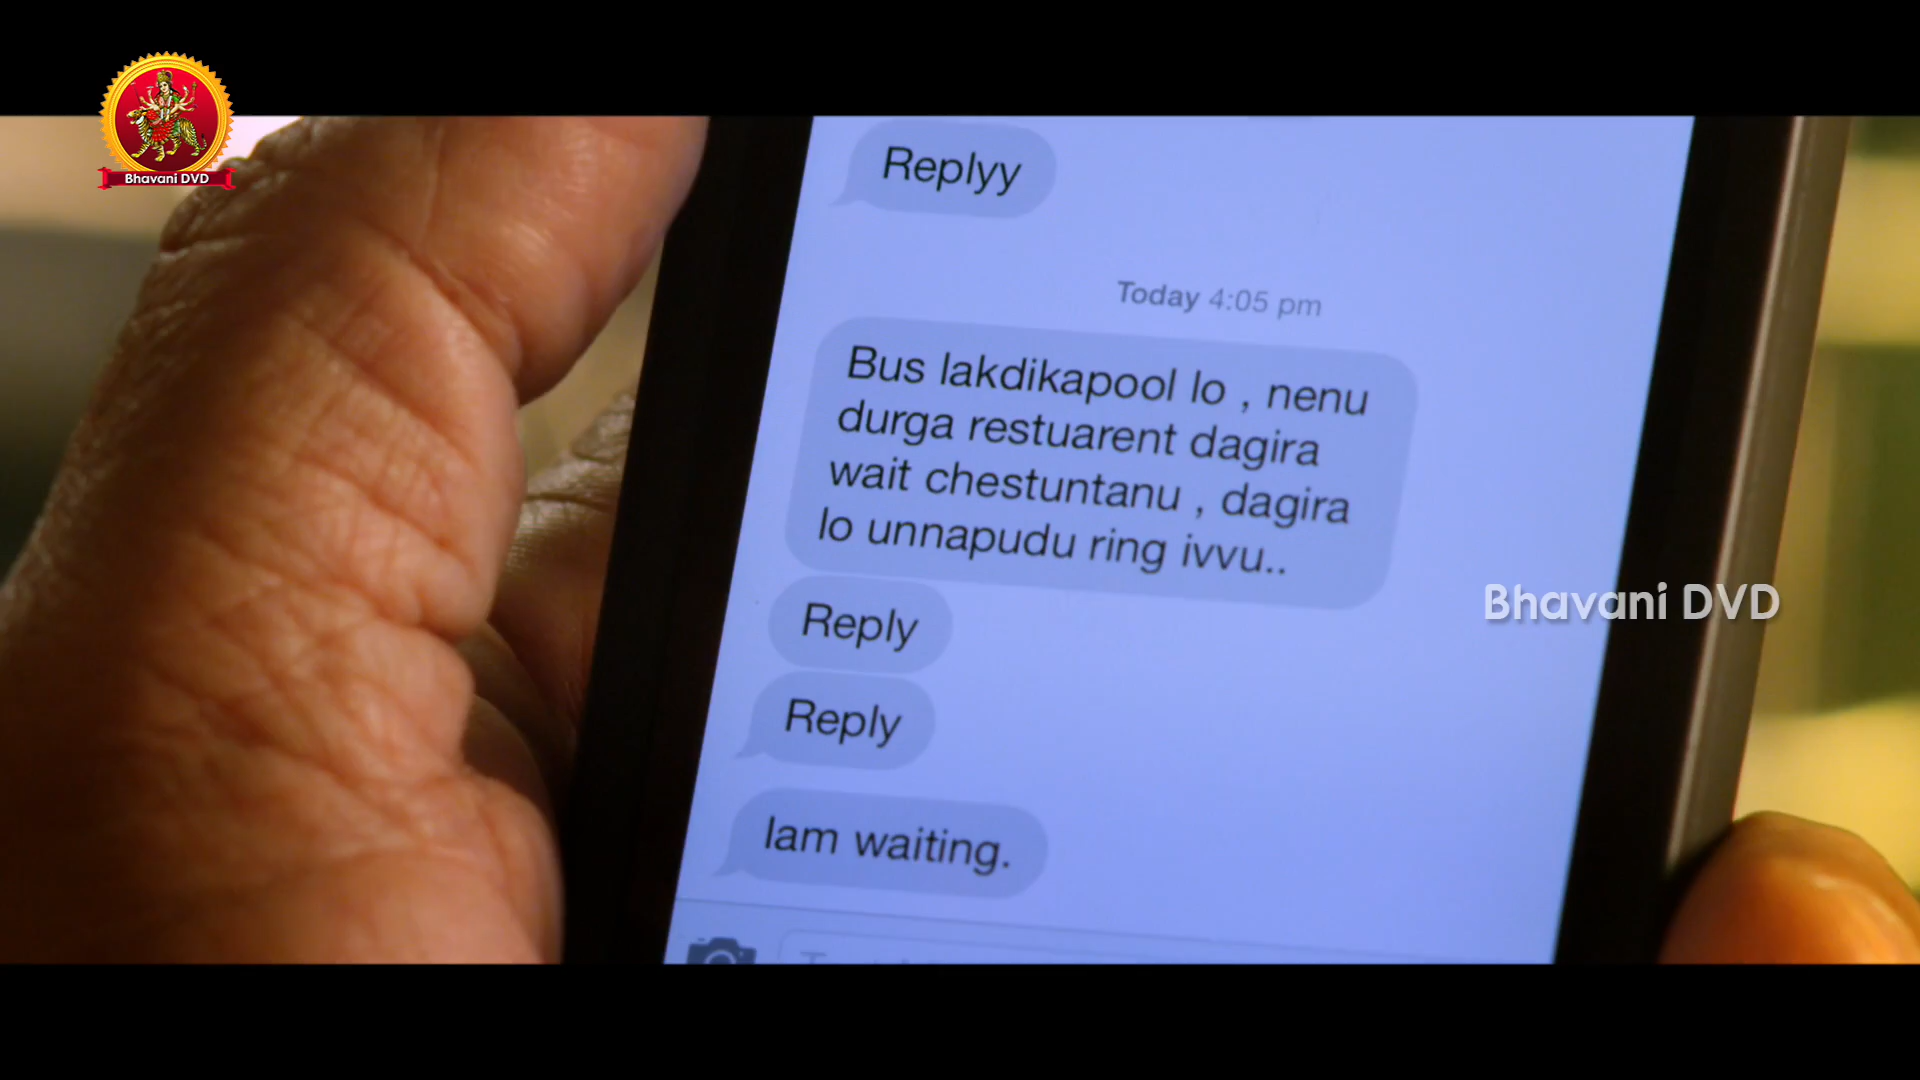 Bhavani DVD
Replyy
Today 4:05 pm
Bus lakdikapool lo , nenu
durga restuarent dagira
wait chestuntanu , dagira
lo unnapudu ring ivvu..
Reply
Reply
Iam waiting.
Bhavani DVD